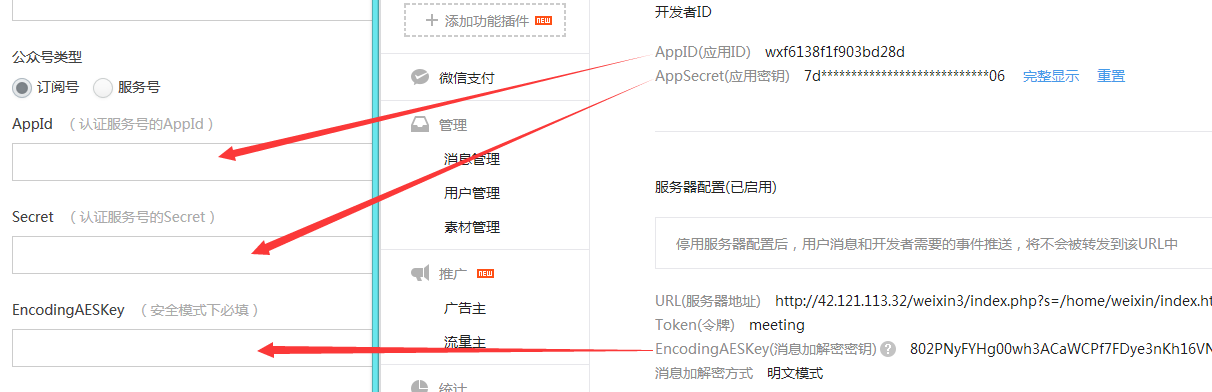 公众号类型
订阅号 服务号
AppId （认证服务号的AppId）
Secret （认证服务号的Secret）
EncodingAESKey （安全模式下必填）
+ 添加功能插件 NEW
微信支付
管理
消息管理
用户管理
素材管理
推广 NEW
广告主
流量主
统计
开发者ID
AppID(应用ID) wxf6138f1f903bd28d
AppSecret(应用密钥) 7d****************************06 完整显示 重置
服务器配置(已启用)
停用服务器配置后，用户消息和开发者需要的事件推送，将不会被转发到该URL中
URL(服务器地址) http://42.121.113.32/weixin3/index.php?s=/home/weixin/index.ht
Token(令牌) meeting
EncodingAESKey(消息加解密密钥) ? 802PNyFYHg00wh3ACaWCPf7FDye3nKh16VN
消息加解密方式 明文模式